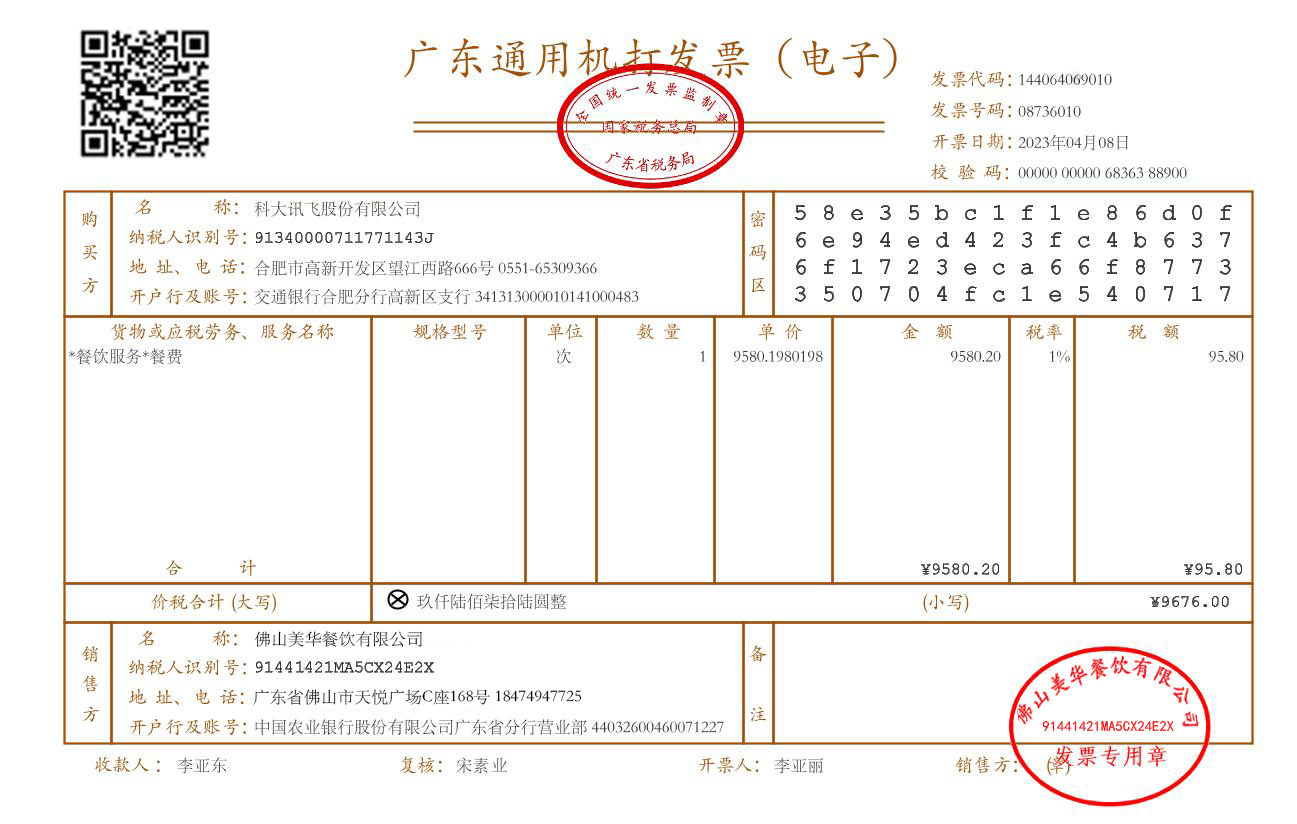 广东通用机打发票（电子）
全国统一发票监制章
国家税务总局
广东省税务局
发票代码：144064069010
发票号码：08736010
开票日期：2023年04月08日
校验码：00000 00000 68363 88900
购买方
名称：科大讯飞股份有限公司
纳税人识别号：91340000711771143J
地址、电话：合肥市高新开发区望江西路666号 0551-65309366
开户行及账号：交通银行合肥分行高新区支行 341313000010141000483
密码区
58e35bc1f1e86d0f
6e94ed423fc4b637
6f1723eca66f8773
350704fc1e540717
货物或应税劳务、服务名称 规格型号 单位 数量 单价 金额 税率 税额
*餐饮服务*餐费 次 1 9580.1980198 9580.20 1% 95.80
合计 ¥9580.20 ¥95.80
价税合计 (大写) ⊗ 玖仟陆佰柒拾陆圆整 (小写) ¥9676.00
销售方
名称：佛山美华餐饮有限公司
纳税人识别号：91441421MA5CX24E2X
地址、电话：广东省佛山市天悦广场C座168号 18474947725
开户行及账号：中国农业银行股份有限公司广东省分行营业部 44032600460071227
备注
佛山美华餐饮有限公司
91441421MA5CX24E2X
发票专用章
收款人：李亚东 复核：宋素业 开票人：李亚丽 销售方：(章)